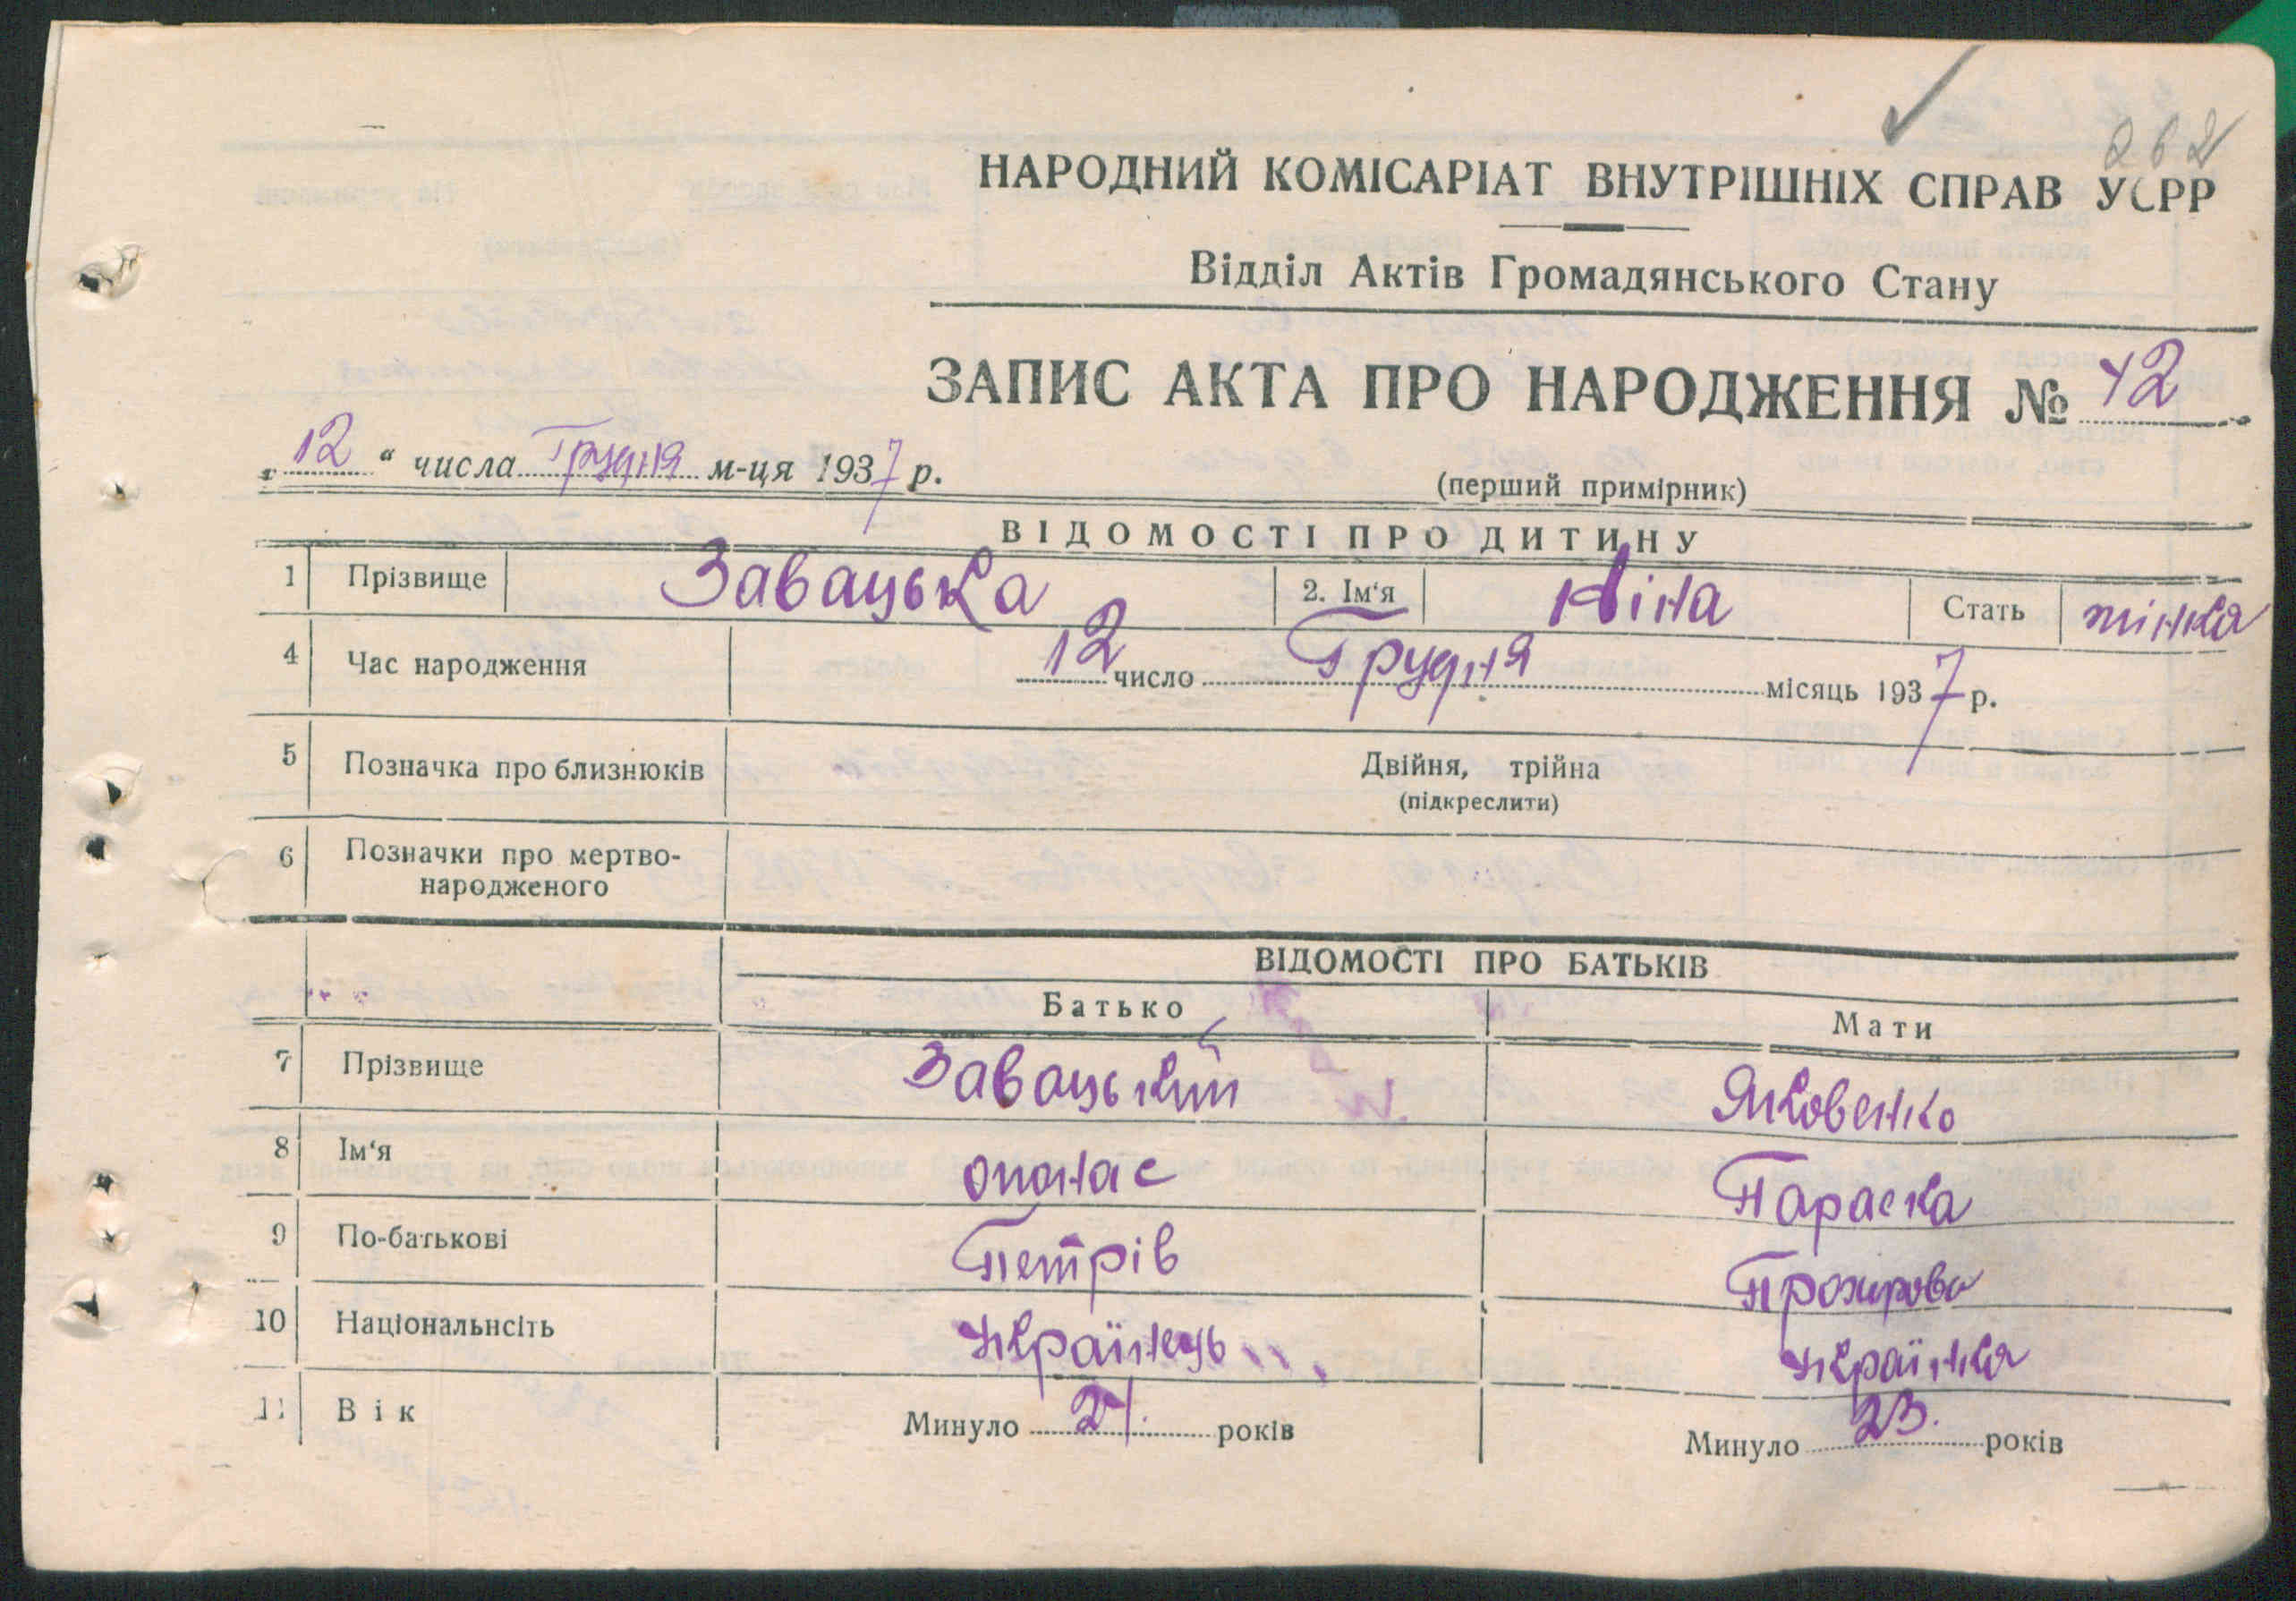 262
НАРОДНИЙ КОМІСАРІАТ ВНУТРІШНІХ СПРАВ УСРР
Відділ Актів Громадянського Стану
ЗАПИС АКТА ПРО НАРОДЖЕННЯ № 42
„12“ числа Грудня м-ця 1937 р.
(перший примірник)
ВІДОМОСТІ ПРО ДИТИНУ
1 Прізвище Завацька 2. Ім'я Ніна Стать жінка
4 Час народження 12 число Грудня місяць 1937 р.
5 Позначка про близнюків Двійня, трійна
(підкреслити)
6 Позначки про мертво-
народженого
ВІДОМОСТІ ПРО БАТЬКІВ
Батько Мати
7 Прізвище Завацький Яковенко
8 Ім'я опонас Параска
9 По-батькові Петрів
10 Національнсіть українець українка
11 Вік Минуло 24. років Минуло 23. років